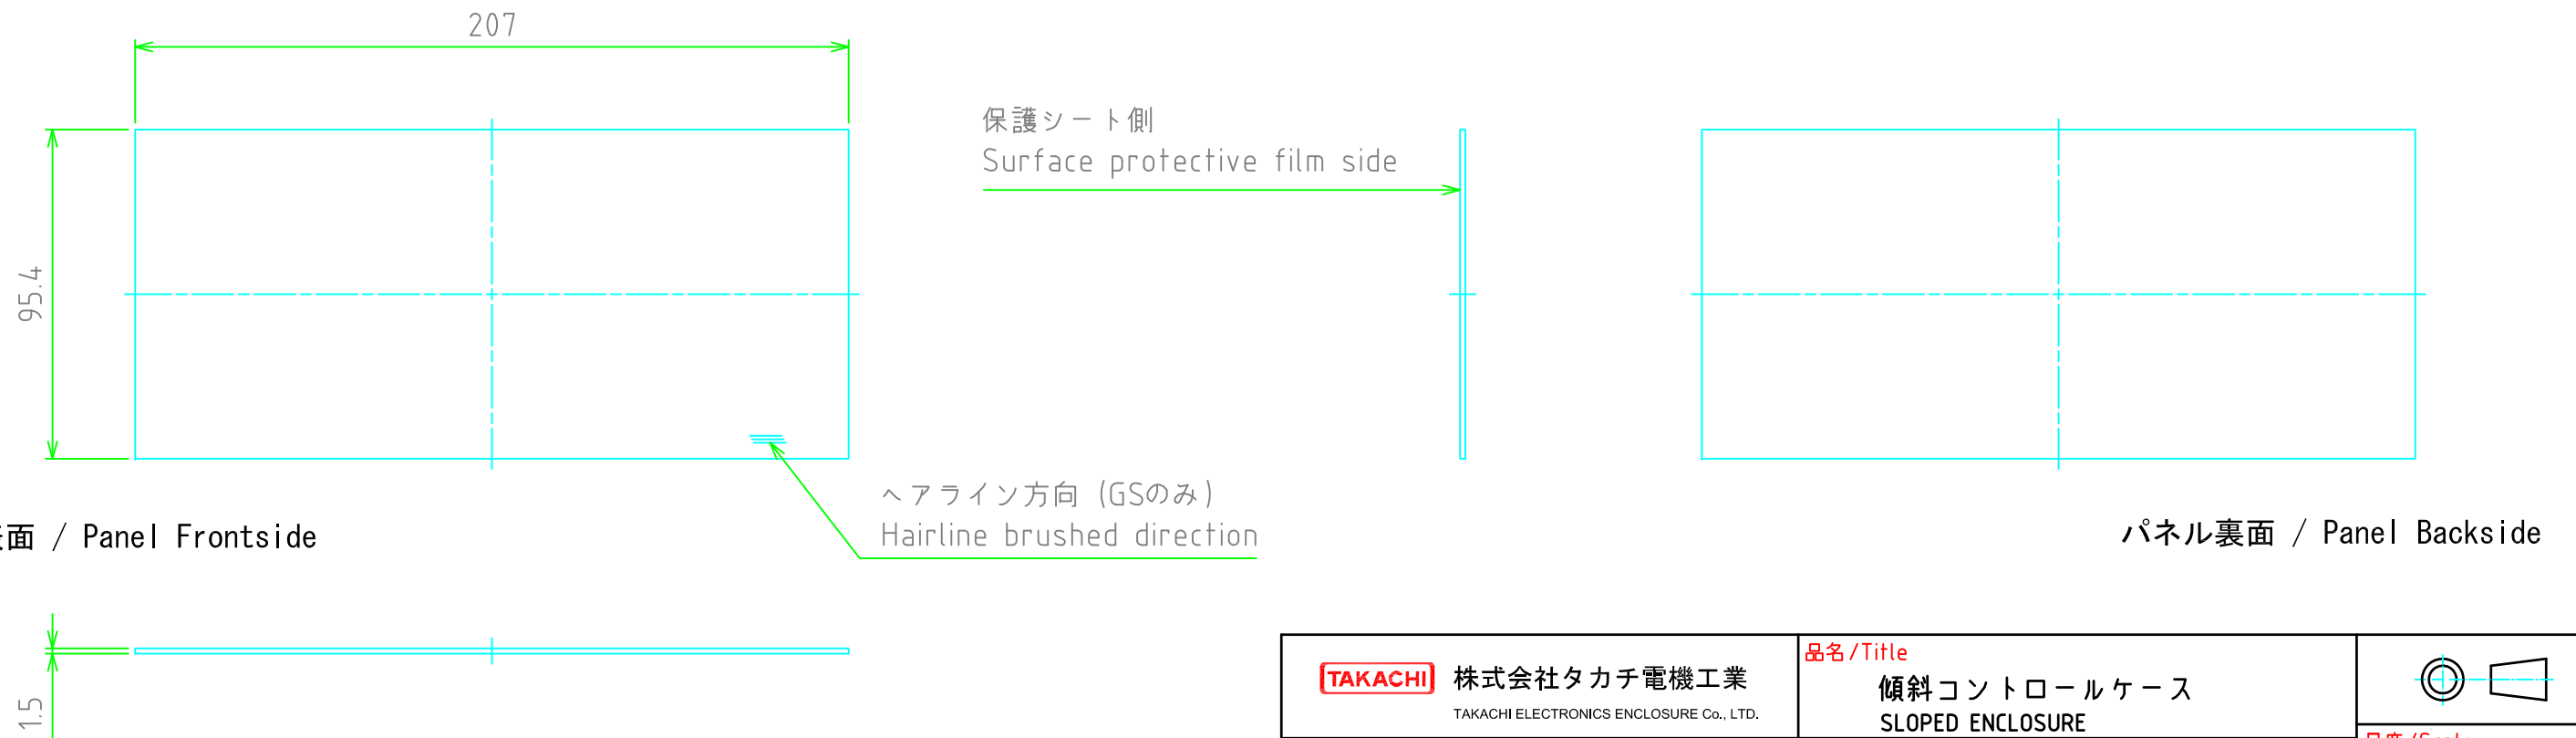 207
保護シート側
Surface protective film side
95.4
ヘアライン方向 (GSのみ)
Hairline brushed direction
面 / Panel Frontside
パネル裏面 / Panel Backside
1.5
TAKACHI
株式会社タカチ電機工業
TAKACHI ELECTRONICS ENCLOSURE Co., LTD.
品名/Title
傾斜コントロールケース
SLOPED ENCLOSURE